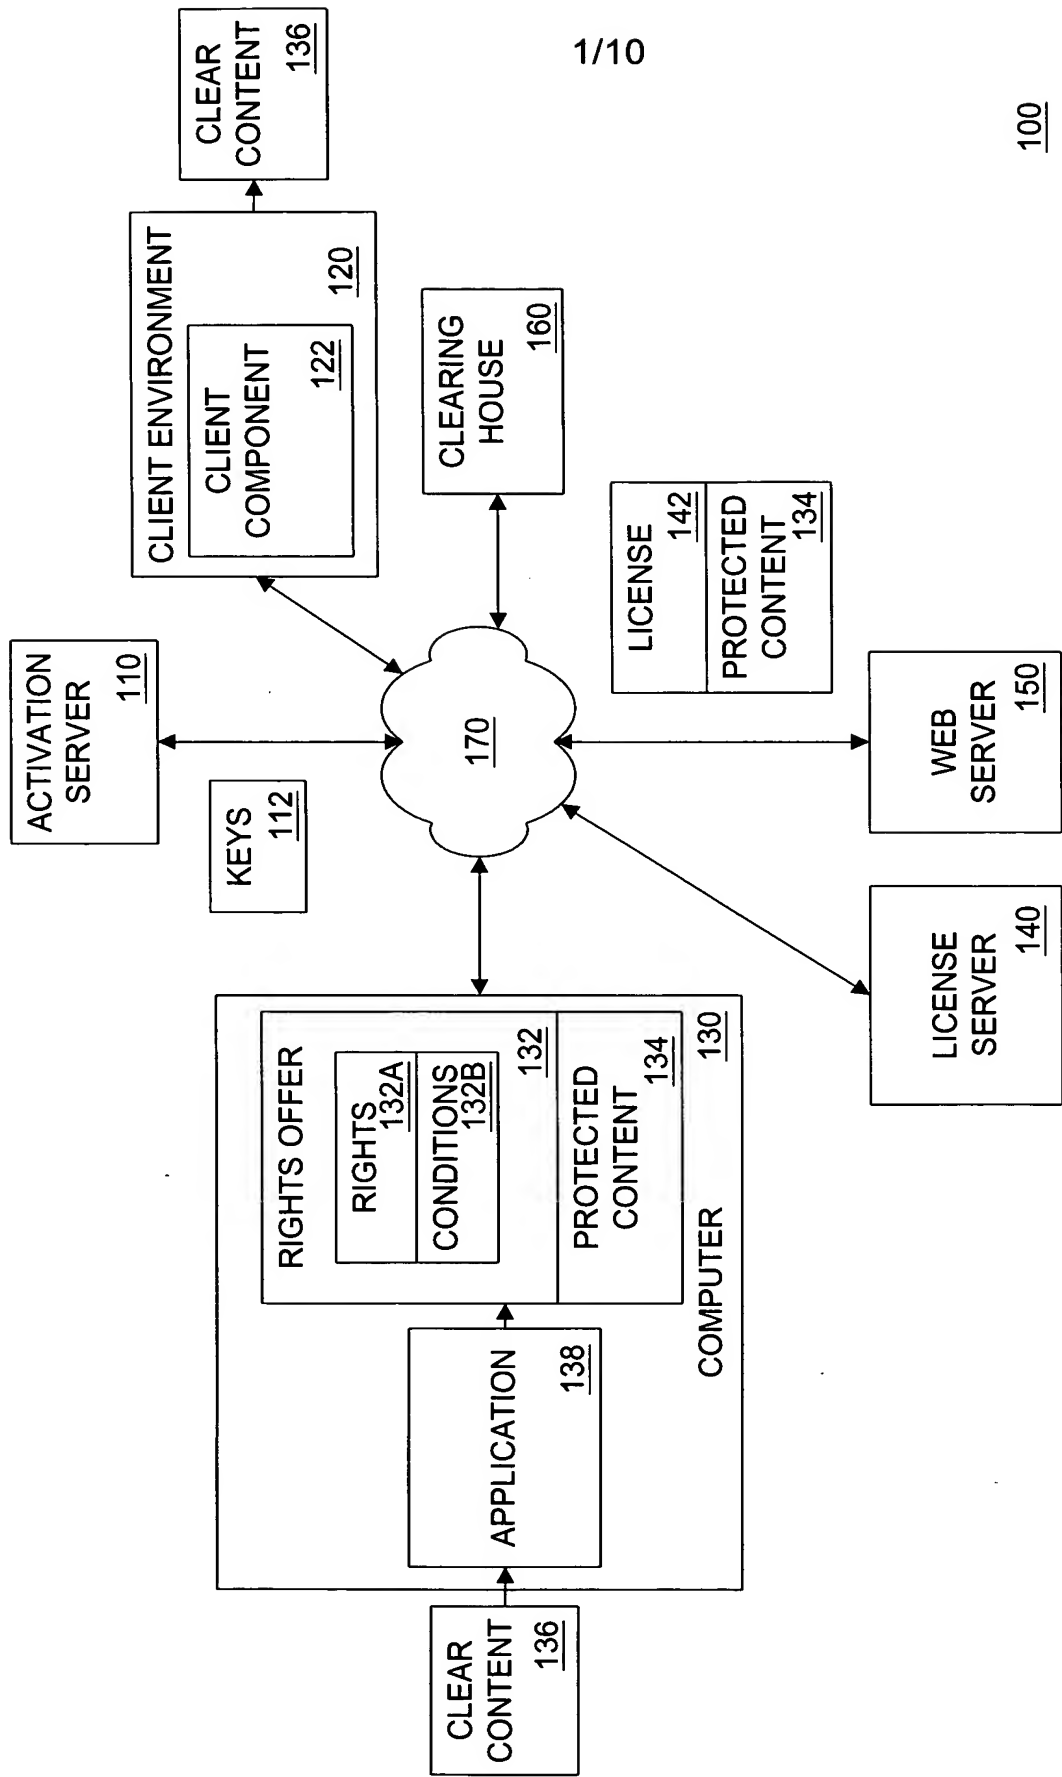 1/10
100
CLEAR
CONTENT
136
APPLICATION
138
RIGHTS OFFER
RIGHTS
132A
CONDITIONS
132B
132
PROTECTED
CONTENT
134
COMPUTER
130
KEYS
112
ACTIVATION
SERVER
110
170
CLIENT ENVIRONMENT
CLIENT
COMPONENT
122
120
CLEAR
CONTENT
136
CLEARING
HOUSE
160
LICENSE
142
PROTECTED
CONTENT
134
LICENSE
SERVER
140
WEB
SERVER
150